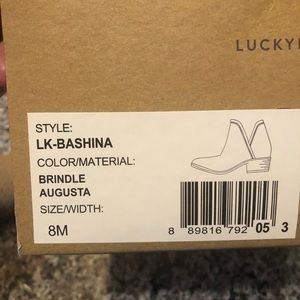 LUCKY
STYLE:
LK-BASHINA
COLOR/MATERIAL:
BRINDLE
AUGUSTA
SIZE/WIDTH:
8M
8 89816 792 05 3